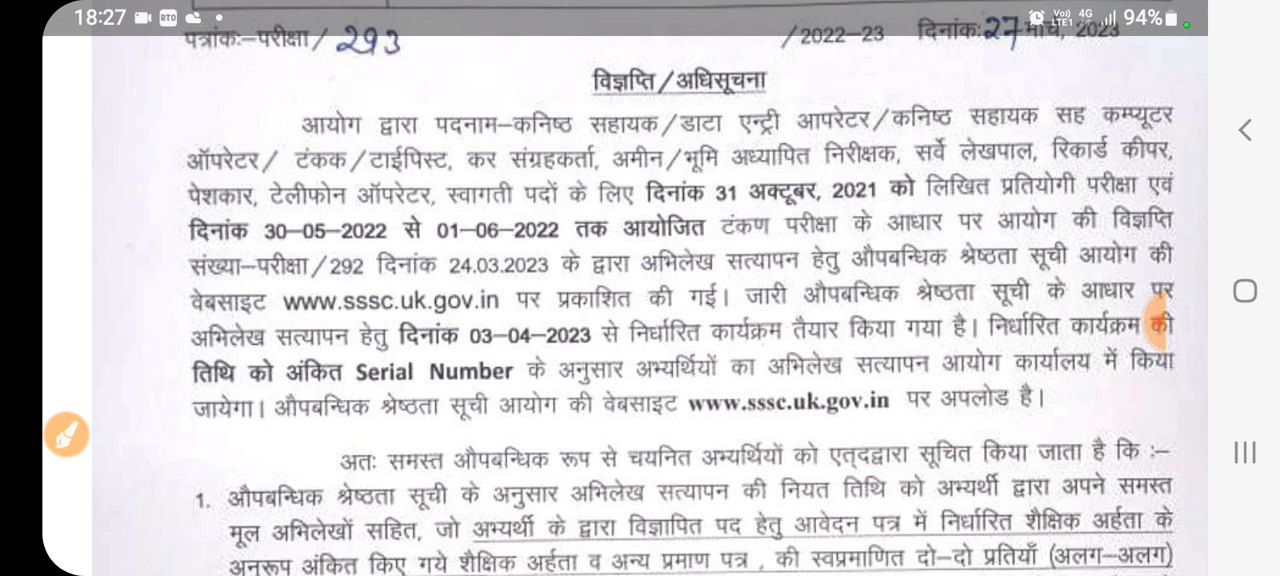 18:27 RTO Vo) 4G LTE1 94%
पत्रांकः–परीक्षा/ 293 /2022–23 दिनांक: 27 मार्च, 2023
विज्ञप्ति/अधिसूचना
आयोग द्वारा पदनाम–कनिष्ठ सहायक/डाटा एन्ट्री आपरेटर/कनिष्ठ सहायक सह कम्प्यूटर
ऑपरेटर/ टंकक/टाईपिस्ट, कर संग्रहकर्ता, अमीन/भूमि अध्यापित निरीक्षक, सर्वे लेखपाल, रिकार्ड कीपर,
पेशकार, टेलीफोन ऑपरेटर, स्वागती पदों के लिए दिनांक 31 अक्टूबर, 2021 को लिखित प्रतियोगी परीक्षा एवं
दिनांक 30–05–2022 से 01–06–2022 तक आयोजित टंकण परीक्षा के आधार पर आयोग की विज्ञप्ति
संख्या–परीक्षा/292 दिनांक 24.03.2023 के द्वारा अभिलेख सत्यापन हेतु औपबन्धिक श्रेष्ठता सूची आयोग की
वेबसाइट www.sssc.uk.gov.in पर प्रकाशित की गई। जारी औपबन्धिक श्रेष्ठता सूची के आधार पर
अभिलेख सत्यापन हेतु दिनांक 03–04–2023 से निर्धारित कार्यक्रम तैयार किया गया है। निर्धारित कार्यक्रम की
तिथि को अंकित Serial Number के अनुसार अभ्यर्थियों का अभिलेख सत्यापन आयोग कार्यालय में किया
जायेगा। औपबन्धिक श्रेष्ठता सूची आयोग की वेबसाइट www.sssc.uk.gov.in पर अपलोड है।
अतः समस्त औपबन्धिक रूप से चयनित अभ्यर्थियों को एत्द्वारा सूचित किया जाता है कि :–
1. औपबन्धिक श्रेष्ठता सूची के अनुसार अभिलेख सत्यापन की नियत तिथि को अभ्यर्थी द्वारा अपने समस्त
मूल अभिलेखों सहित, जो अभ्यर्थी के द्वारा विज्ञापित पद हेतु आवेदन पत्र में निर्धारित शैक्षिक अर्हता के
अनुरूप अंकित किए गये शैक्षिक अर्हता व अन्य प्रमाण पत्र , की स्वप्रमाणित दो–दो प्रतियाँ (अलग–अलग)